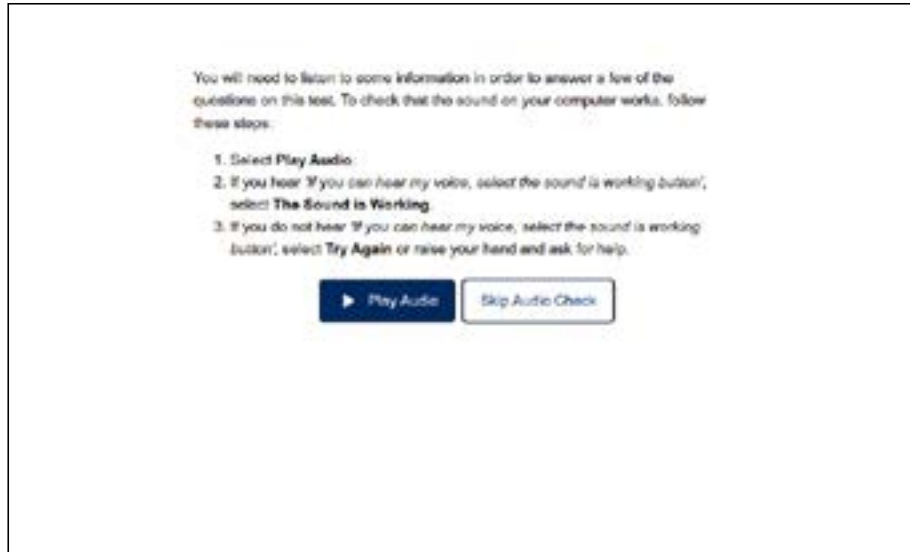 You will need to listen to some information in order to answer a few of the
questions on this test. To check that the sound on your computer works, follow
these steps:
1. Select Play Audio.
2. If you hear 'If you can hear my voice, select the sound is working button',
select The Sound is Working.
3. If you do not hear 'If you can hear my voice, select the sound is working
button', select Try Again or raise your hand and ask for help.
Play Audio Skip Audio Check